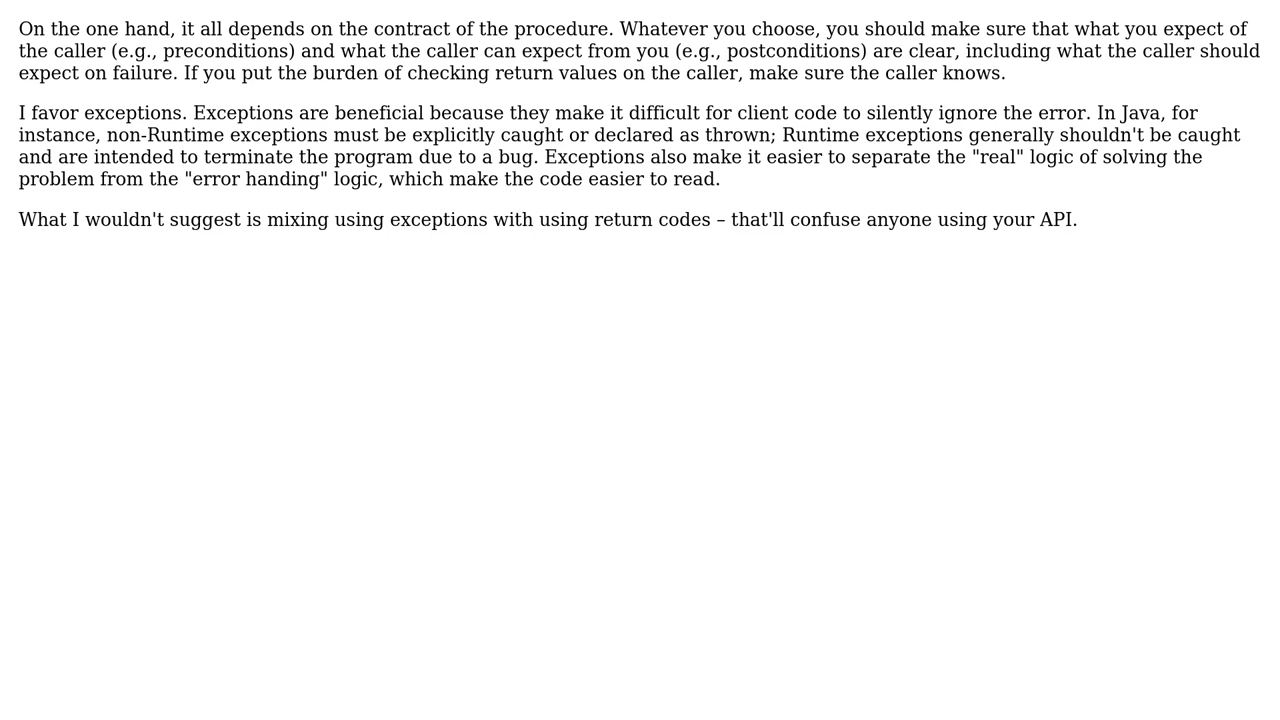 On the one hand, it all depends on the contract of the procedure. Whatever you choose, you should make sure that what you expect of
the caller (e.g., preconditions) and what the caller can expect from you (e.g., postconditions) are clear, including what the caller should
expect on failure. If you put the burden of checking return values on the caller, make sure the caller knows.
I favor exceptions. Exceptions are beneficial because they make it difficult for client code to silently ignore the error. In Java, for
instance, non-Runtime exceptions must be explicitly caught or declared as thrown; Runtime exceptions generally shouldn't be caught
and are intended to terminate the program due to a bug. Exceptions also make it easier to separate the "real" logic of solving the
problem from the "error handing" logic, which make the code easier to read.
What I wouldn't suggest is mixing using exceptions with using return codes – that'll confuse anyone using your API.